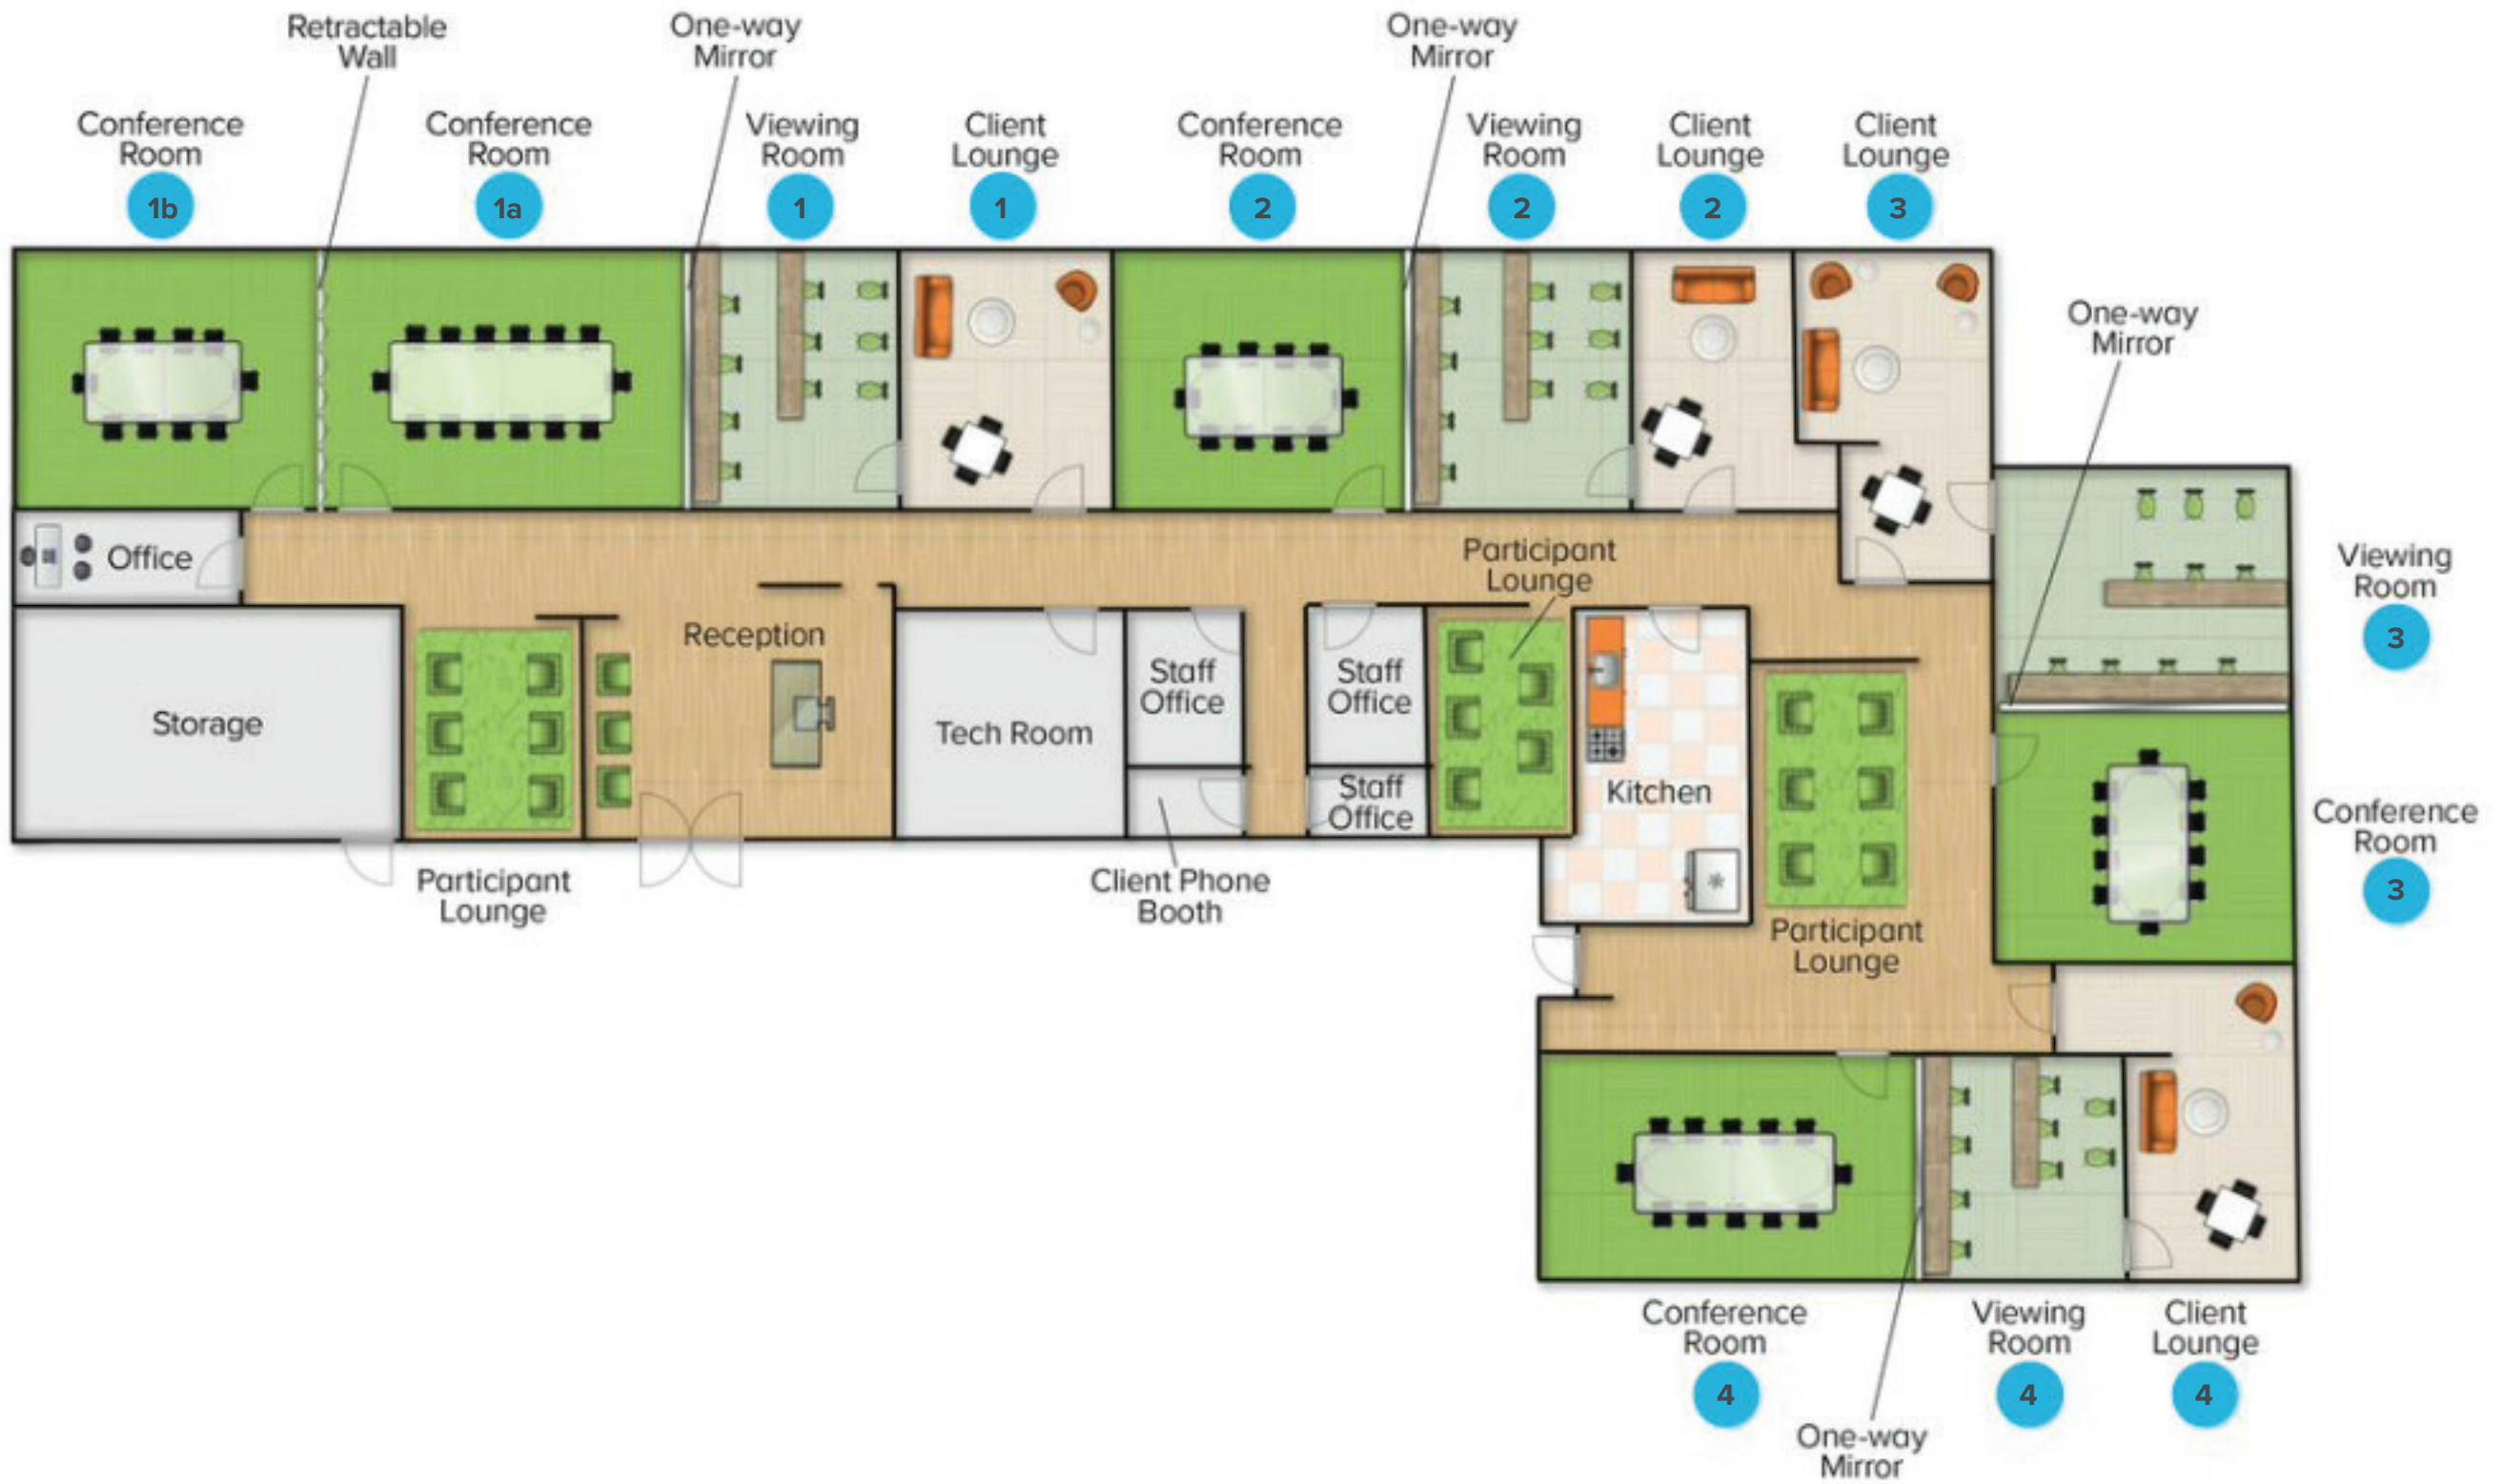 Retractable
Wall
One-way
Mirror
One-way
Mirror
Conference
Room
1b
Conference
Room
1a
Viewing
Room
1
Client
Lounge
1
Conference
Room
2
Viewing
Room
2
Client
Lounge
2
Client
Lounge
3
One-way
Mirror
Office
Participant
Lounge
Viewing
Room
3
Storage
Reception
Tech Room
Staff
Office
Staff
Office
Staff
Office
Kitchen
Conference
Room
3
Participant
Lounge
Client Phone
Booth
Participant
Lounge
Conference
Room
4
Viewing
Room
4
Client
Lounge
4
One-way
Mirror